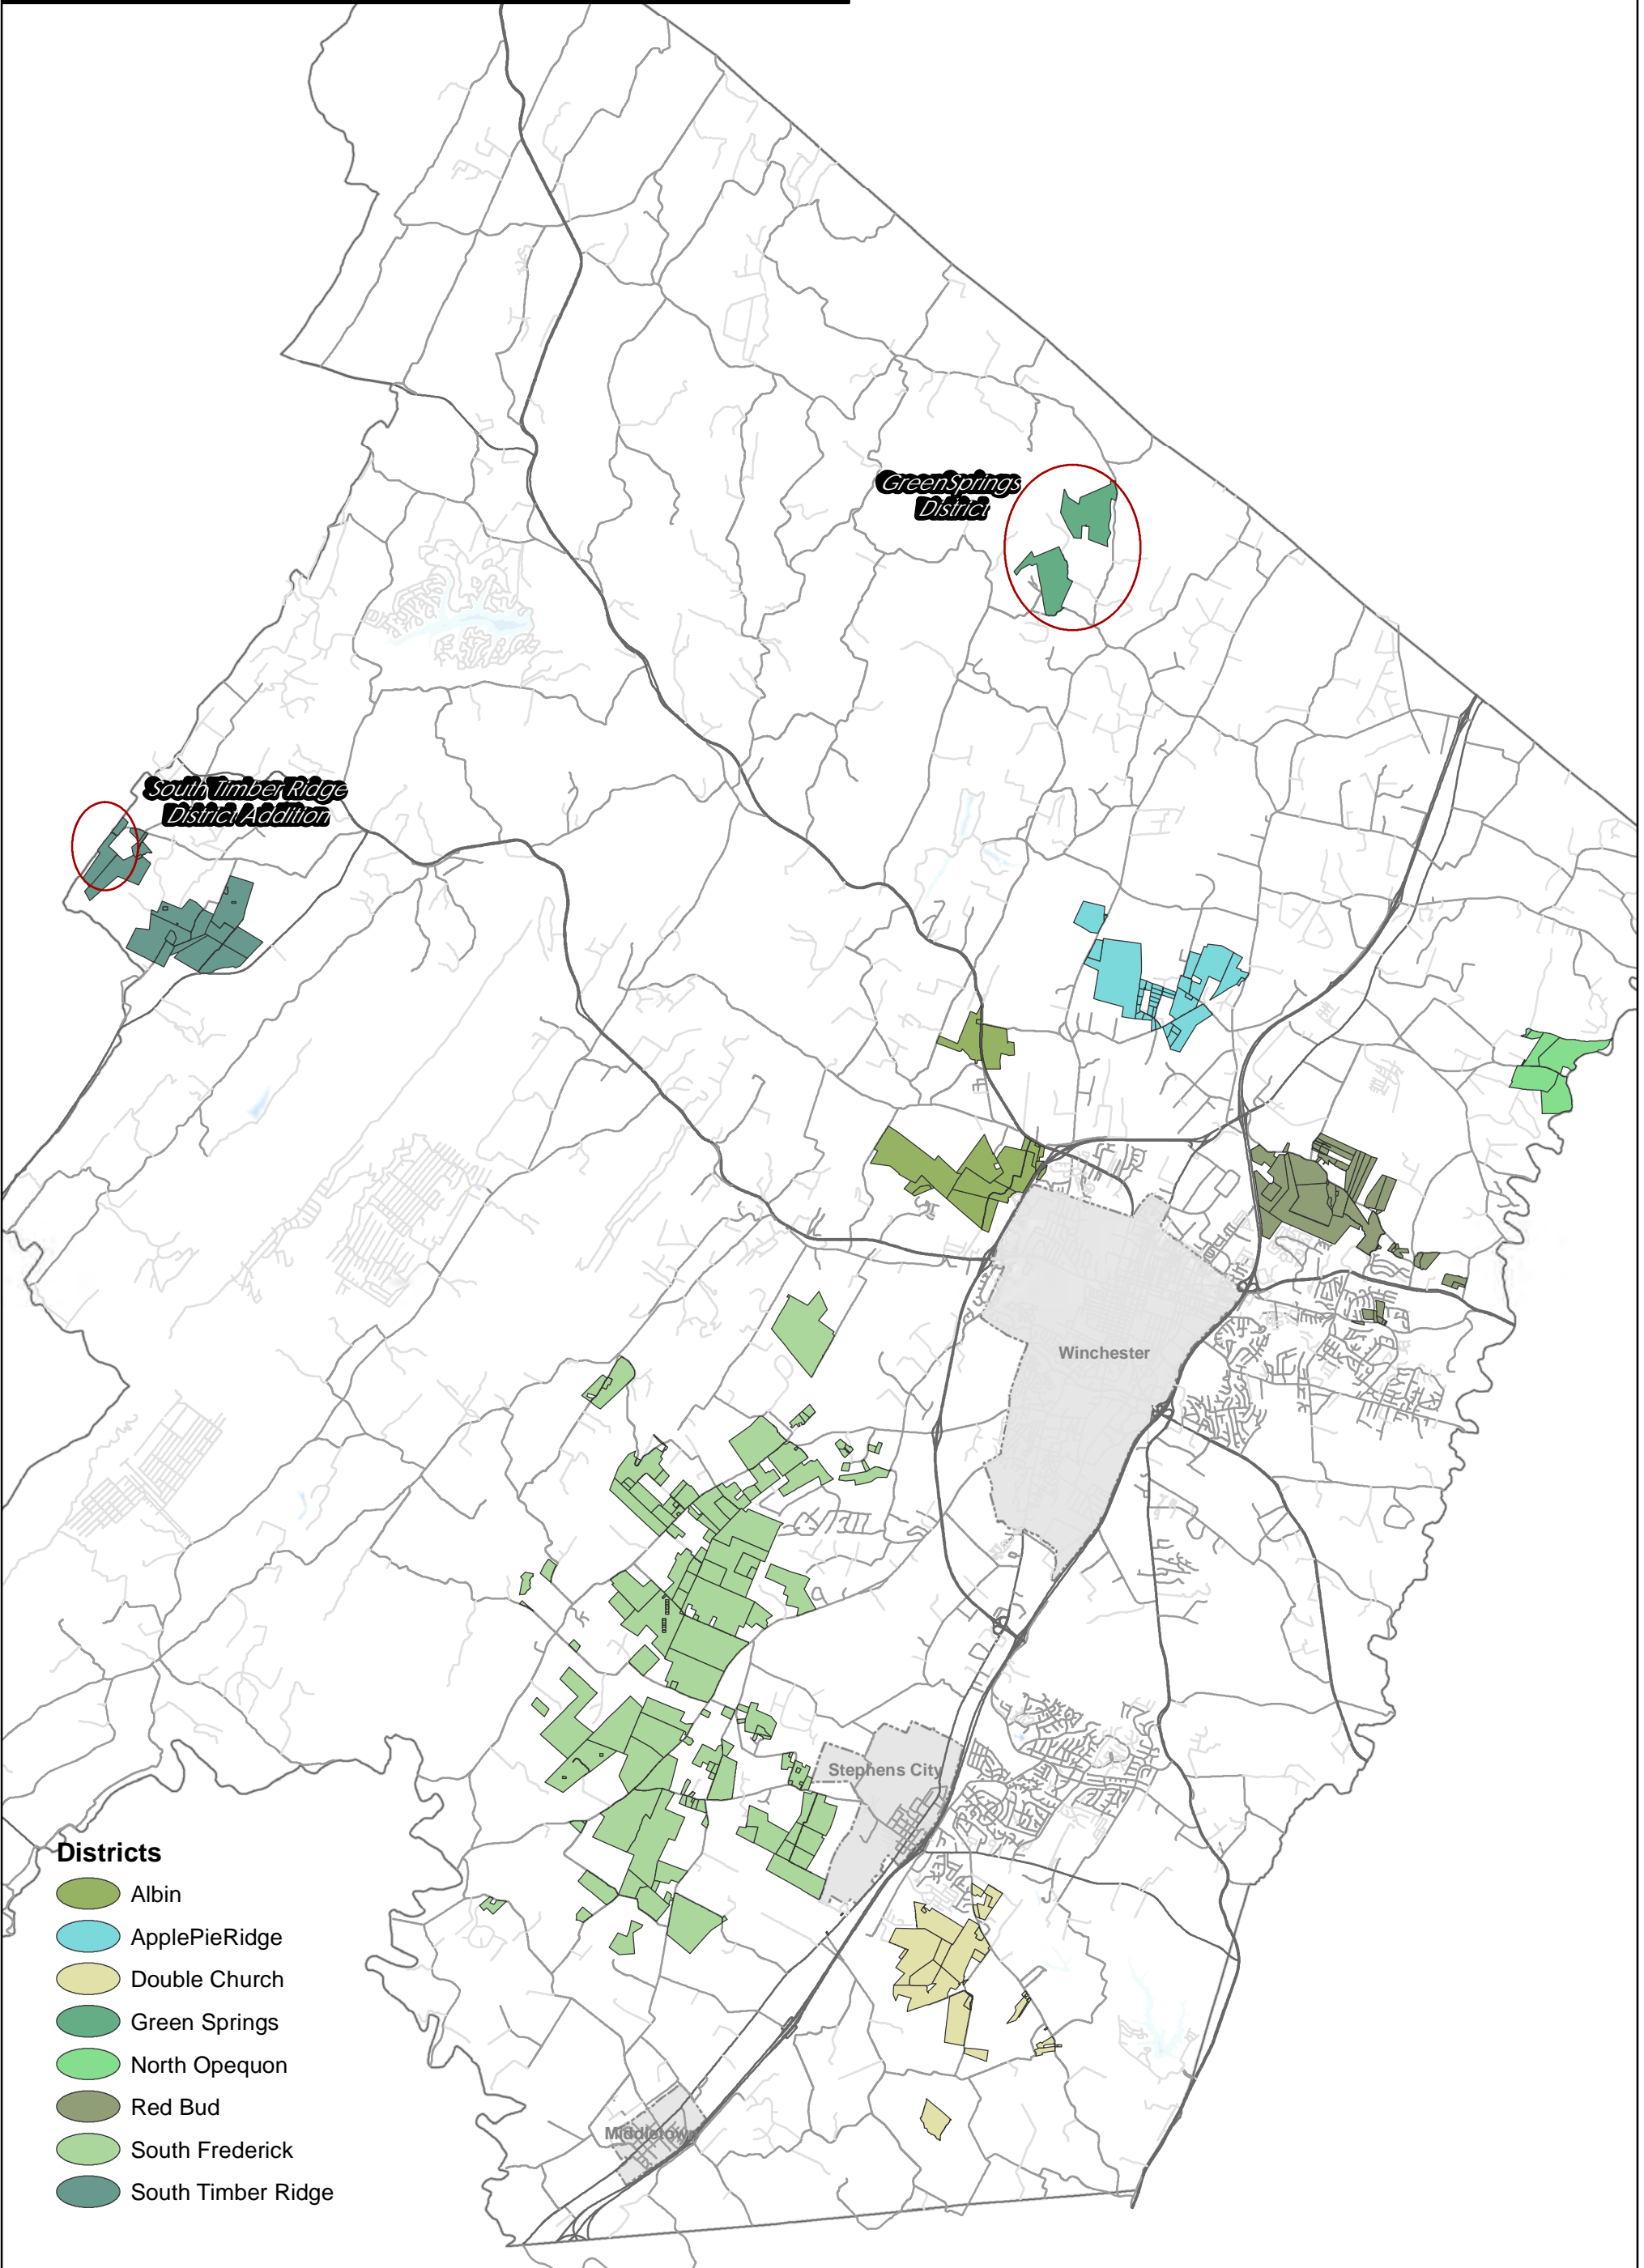 GreenSprings
District
South Timber Ridge
District Addition
Winchester
Stephens City
Middletown
Districts
Albin
ApplePieRidge
Double Church
Green Springs
North Opequon
Red Bud
South Frederick
South Timber Ridge